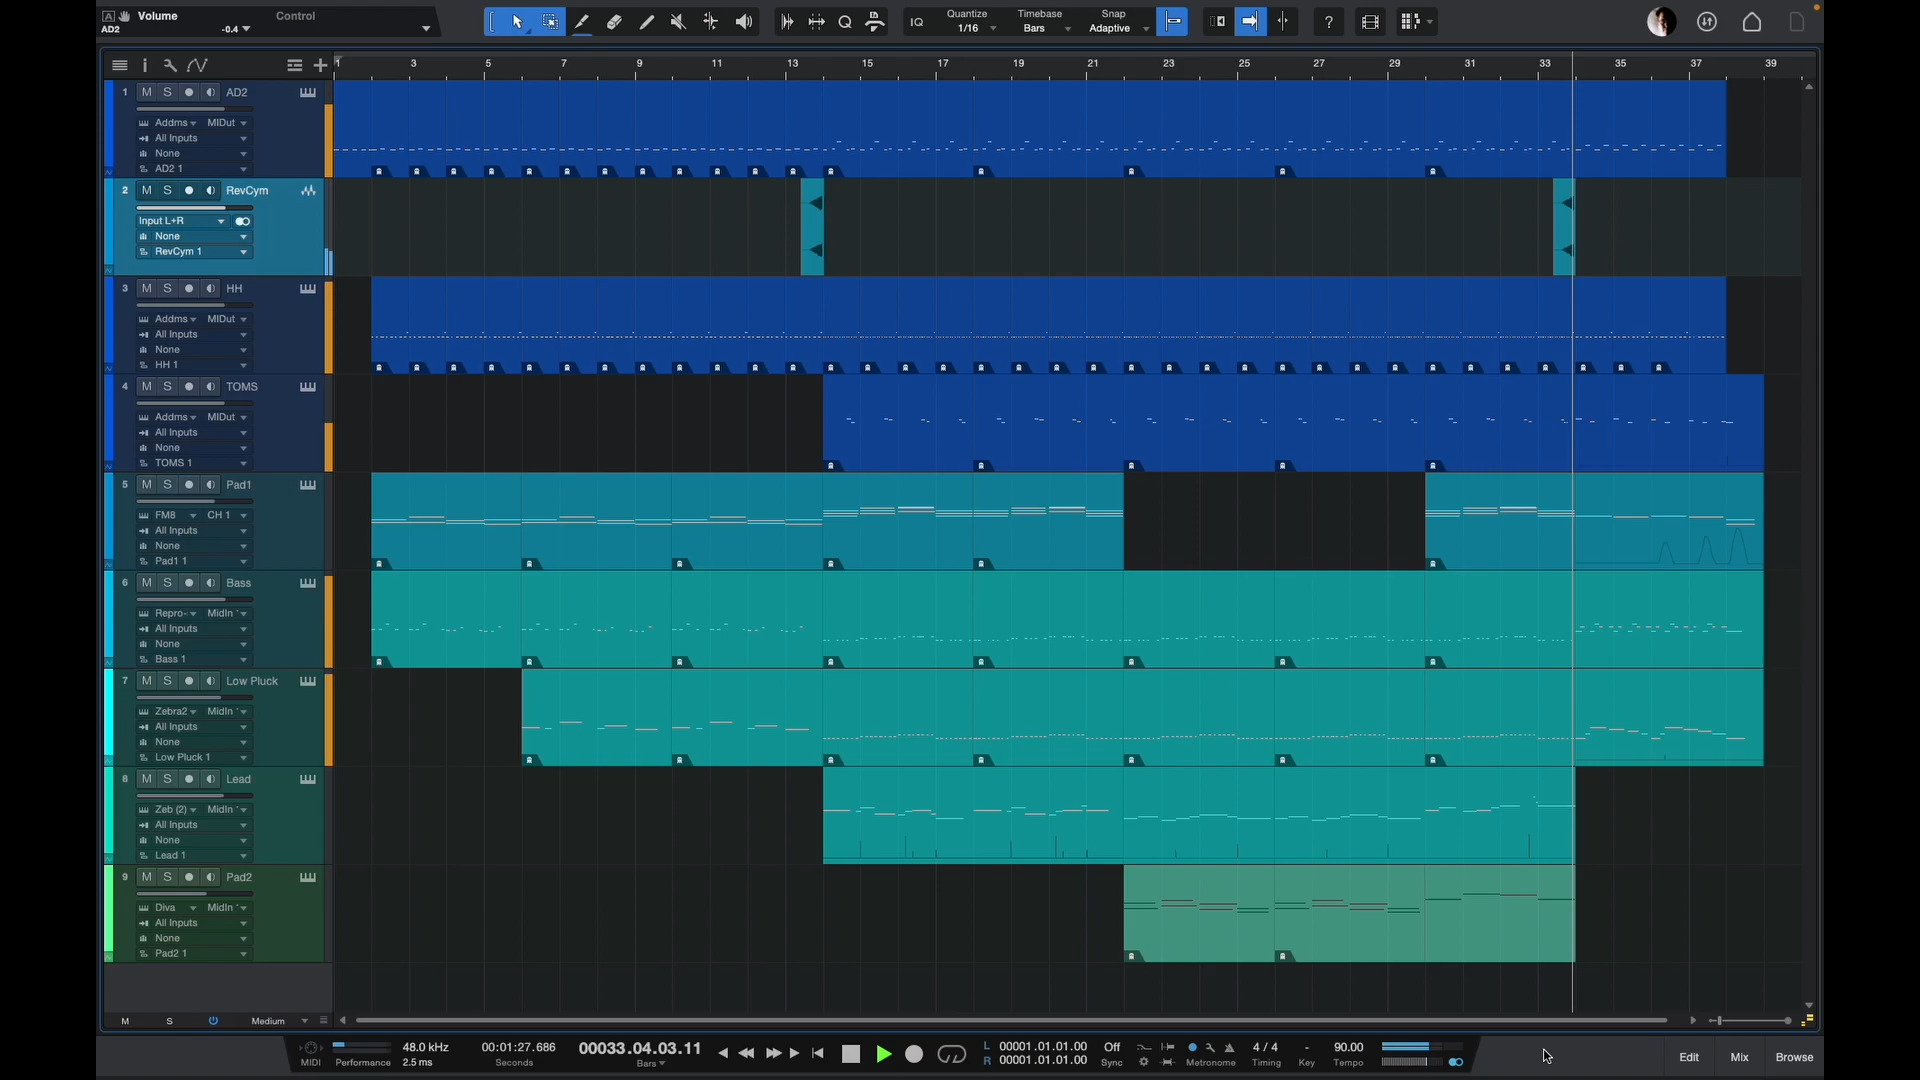 Volume
Control
AD2
-0.4
IQ
Quantize
1/16
Timebase
Bars
Snap
Adaptive
?
1 3 5 7 9 11 13 15 17 19 21 23 25 27 29 31 33 35 37 39
1 M S AD2
Addms MIDut
All Inputs
None
AD2 1
2 M S RevCym
Input L+R
None
RevCym 1
3 M S HH
Addms MIDut
All Inputs
None
HH 1
4 M S TOMS
Addms MIDut
All Inputs
None
TOMS 1
5 M S Pad1
FM8 CH 1
All Inputs
None
Pad1 1
6 M S Bass
Repro- MidIn
All Inputs
None
Bass 1
7 M S Low Pluck
Zebra2 MidIn
All Inputs
None
Low Pluck 1
8 M S Lead
Zeb (2) MidIn
All Inputs
None
Lead 1
9 M S Pad2
Diva MidIn
All Inputs
None
Pad2 1
M S Medium
MIDI
Performance
48.0 kHz
2.5 ms
00:01:27.686
Seconds
00033.04.03.11
Bars
L 00001.01.01.00
R 00001.01.01.00
Off
Sync
Metronome
4 / 4
Timing
-
Key
90.00
Tempo
Edit
Mix
Browse